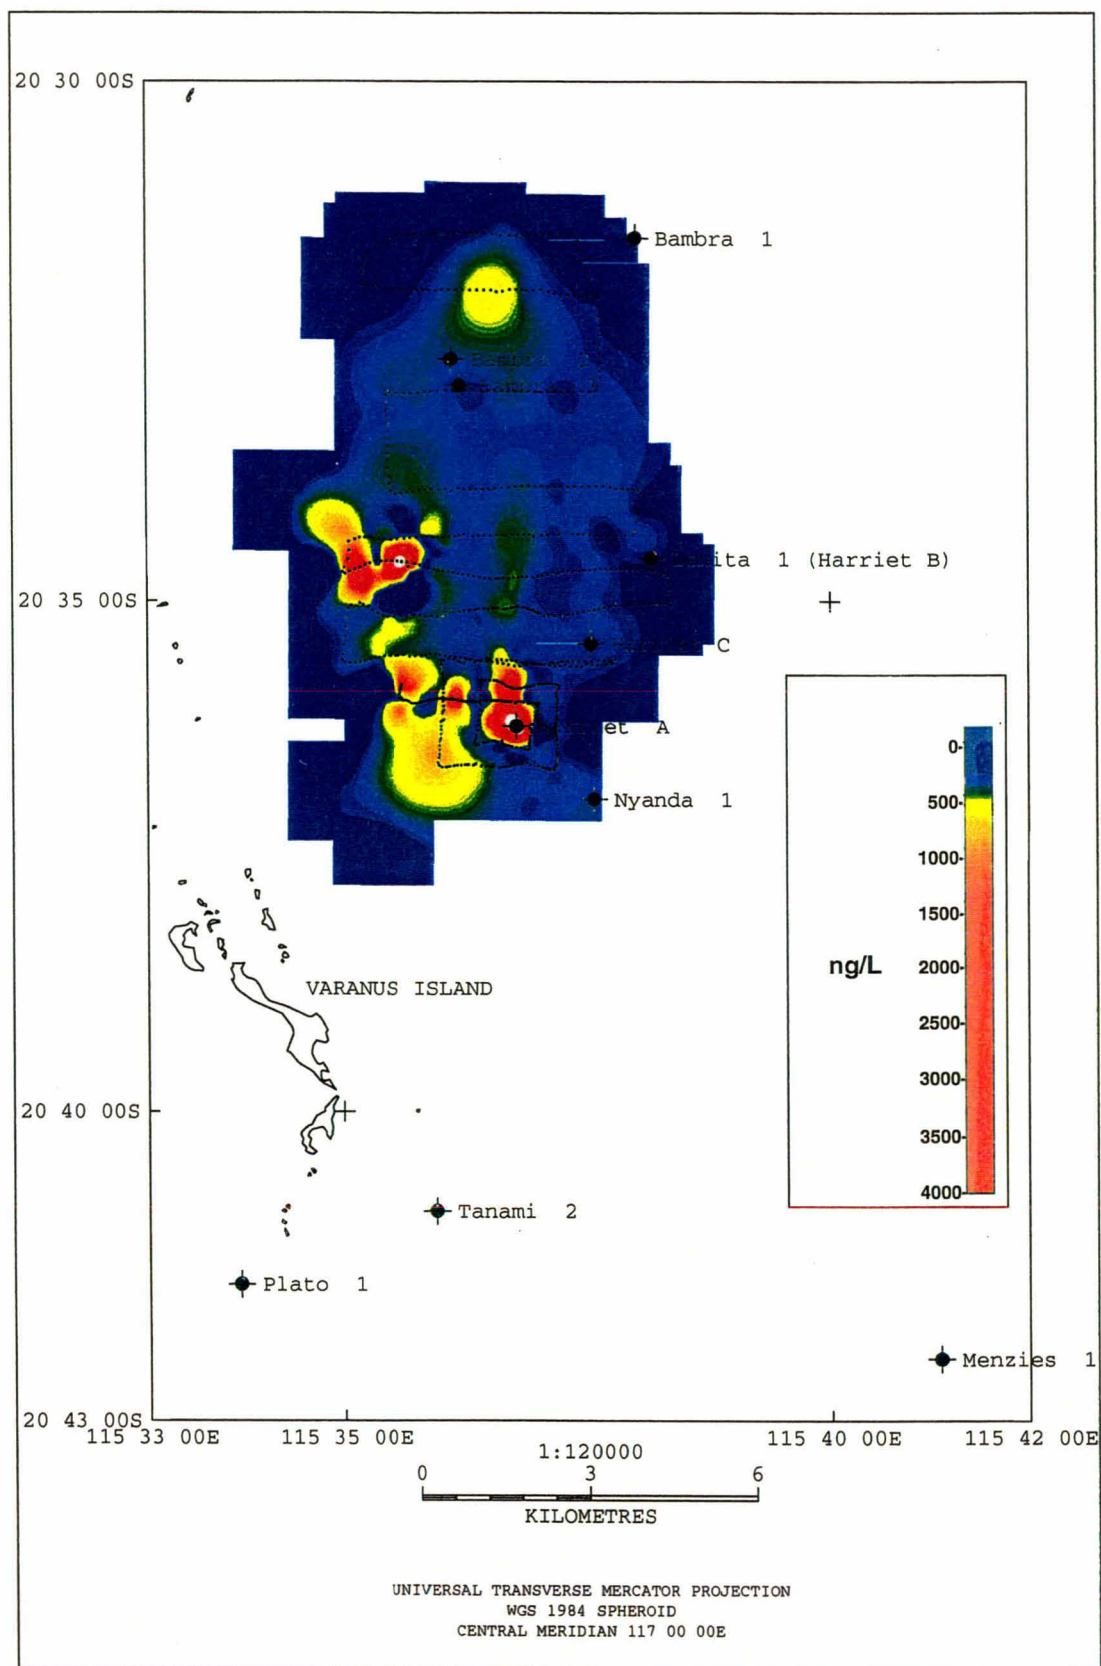 20 30 00S
Bambra 1
Bambra 2
ita 1 (Harriet B)
20 35 00S
C
et A
Nyanda 1
0-
500-
1000-
1500-
2000-
2500-
3000-
3500-
4000-
ng/L
VARANUS ISLAND
20 40 00S
Tanami 2
Plato 1
Menzies 1
20 43 00S
115 33 00E 115 35 00E 115 40 00E 115 42 00E
1:120000
0 3 6
KILOMETRES
UNIVERSAL TRANSVERSE MERCATOR PROJECTION
WGS 1984 SPHEROID
CENTRAL MERIDIAN 117 00 00E